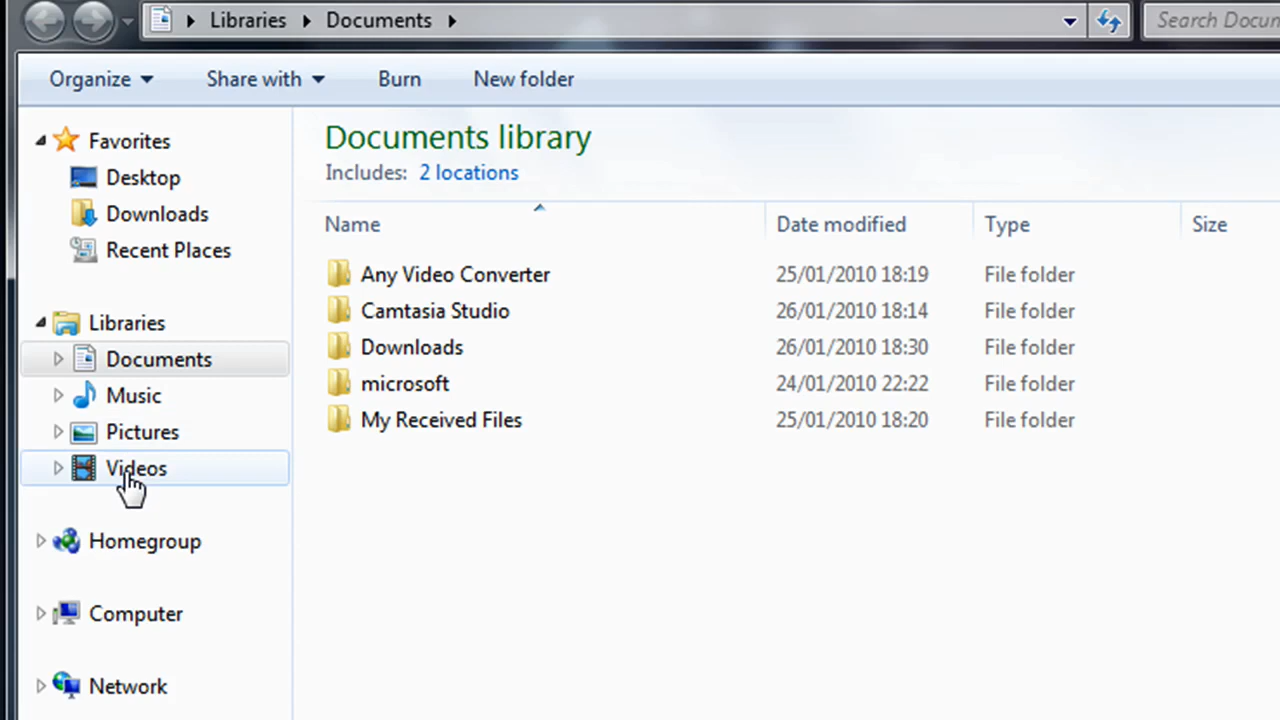 Libraries Documents
Search Docum
Organize Share with Burn New folder
Favorites
Desktop
Downloads
Recent Places
Libraries
Documents
Music
Pictures
Videos
Homegroup
Computer
Network
Documents library
Includes: 2 locations
Name Date modified Type Size
Any Video Converter 25/01/2010 18:19 File folder
Camtasia Studio 26/01/2010 18:14 File folder
Downloads 26/01/2010 18:30 File folder
microsoft 24/01/2010 22:22 File folder
My Received Files 25/01/2010 18:20 File folder